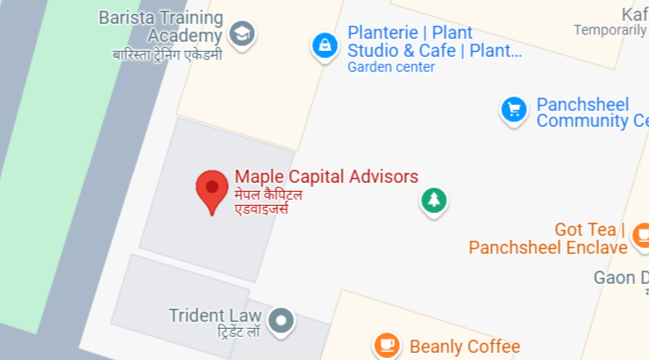 Barista Training
Academy
बारिस्ता ट्रेनिंग एकेडमी
Planterie | Plant
Studio & Cafe | Plant...
Garden center
Kaf
Temporarily
Panchsheel
Community Ce
Maple Capital Advisors
मेपल कैपिटल
एडवाइजर्स
Got Tea |
Panchsheel Enclave
Gaon D
Trident Law
ट्रिडेंट लॉ
Beanly Coffee